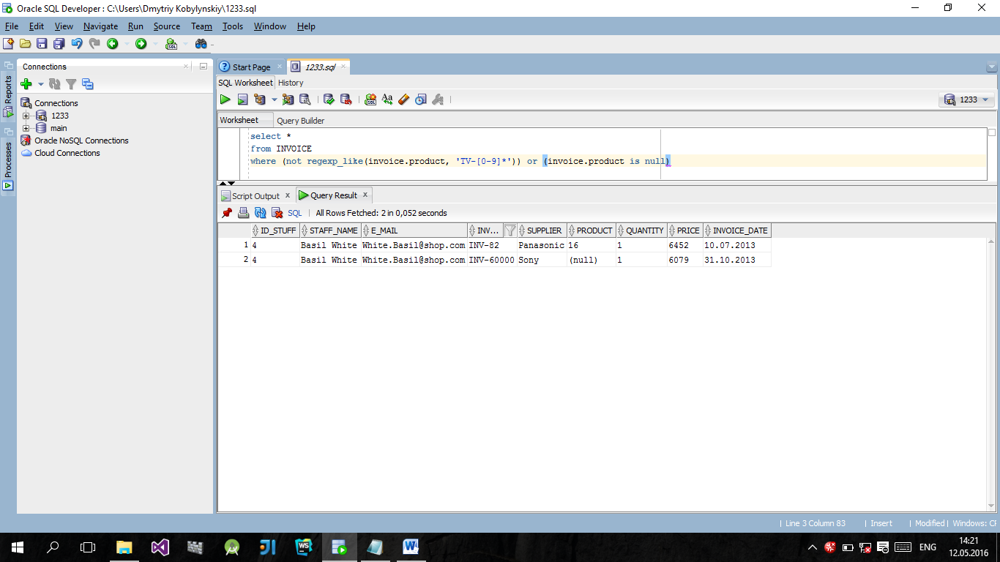 Oracle SQL Developer : C:\Users\Dmytriy Kobylynskiy\1233.sql
File Edit View Navigate Run Source Team Tools Window Help
Reports
Processes
Connections
Connections
1233
main
Oracle NoSQL Connections
Cloud Connections
Start Page 1233.sql
SQL Worksheet History
1233
Worksheet Query Builder
select *
from INVOICE
where (not regexp_like(invoice.product, 'TV-[0-9]*')) or (invoice.product is null)
Script Output x Query Result x
SQL | All Rows Fetched: 2 in 0,052 seconds
ID_STUFF STAFF_NAME E_MAIL INV... SUPPLIER PRODUCT QUANTITY PRICE INVOICE_DATE
1 4 Basil White White.Basil@shop.com INV-82 Panasonic 16 1 6452 10.07.2013
2 4 Basil White White.Basil@shop.com INV-60000 Sony (null) 1 6079 31.10.2013
| Line 3 Column 83 | Insert | Modified | Windows: CF
ENG
14:21
12.05.2016